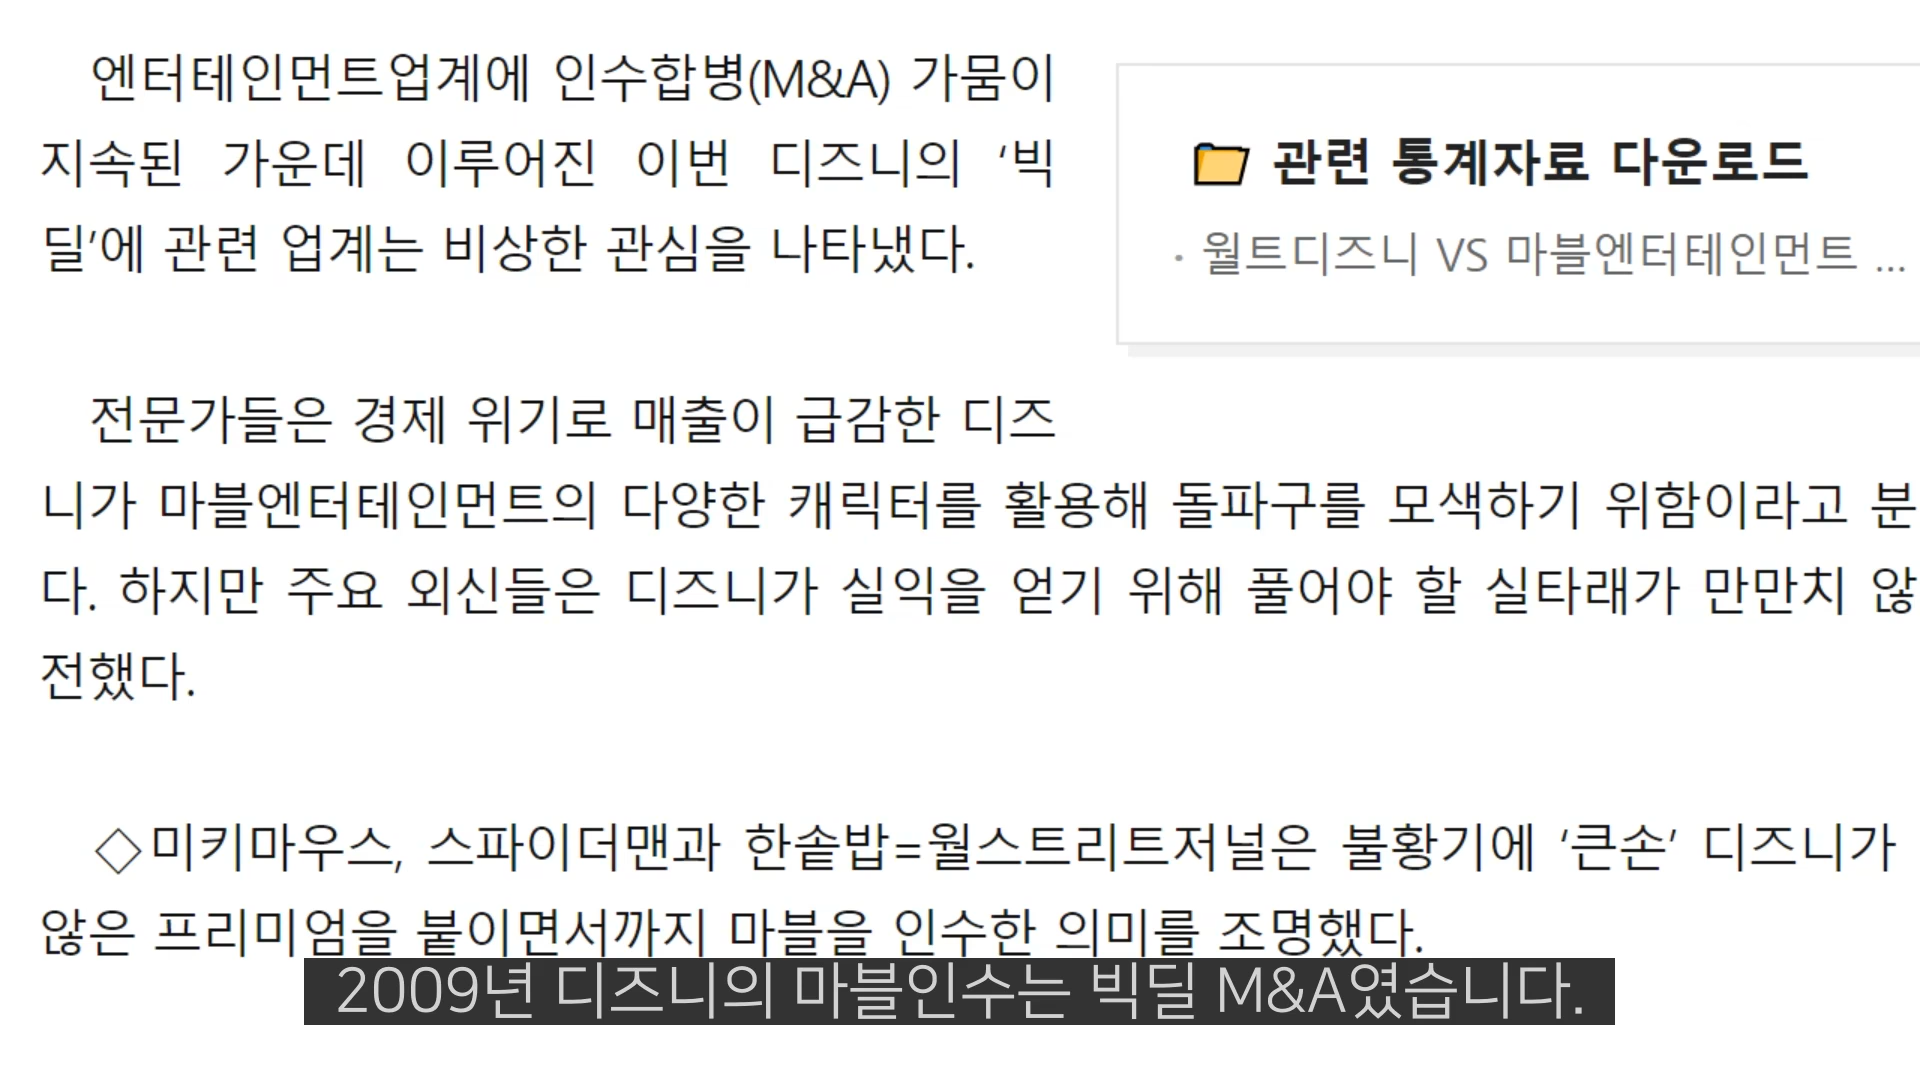 엔터테인먼트업계에 인수합병(M&A) 가뭄이
지속된 가운데 이루어진 이번 디즈니의 ‘빅
딜’에 관련 업계는 비상한 관심을 나타냈다.
관련 통계자료 다운로드
· 월트디즈니 VS 마블엔터테인먼트 ...
전문가들은 경제 위기로 매출이 급감한 디즈
니가 마블엔터테인먼트의 다양한 캐릭터를 활용해 돌파구를 모색하기 위함이라고 분
다. 하지만 주요 외신들은 디즈니가 실익을 얻기 위해 풀어야 할 실타래가 만만치 않
전했다.
◇미키마우스, 스파이더맨과 한솥밥=월스트리트저널은 불황기에 ‘큰손’ 디즈니가
않은 프리미엄을 붙이면서까지 마블을 인수한 의미를 조명했다.
2009년 디즈니의 마블인수는 빅딜 M&A였습니다.